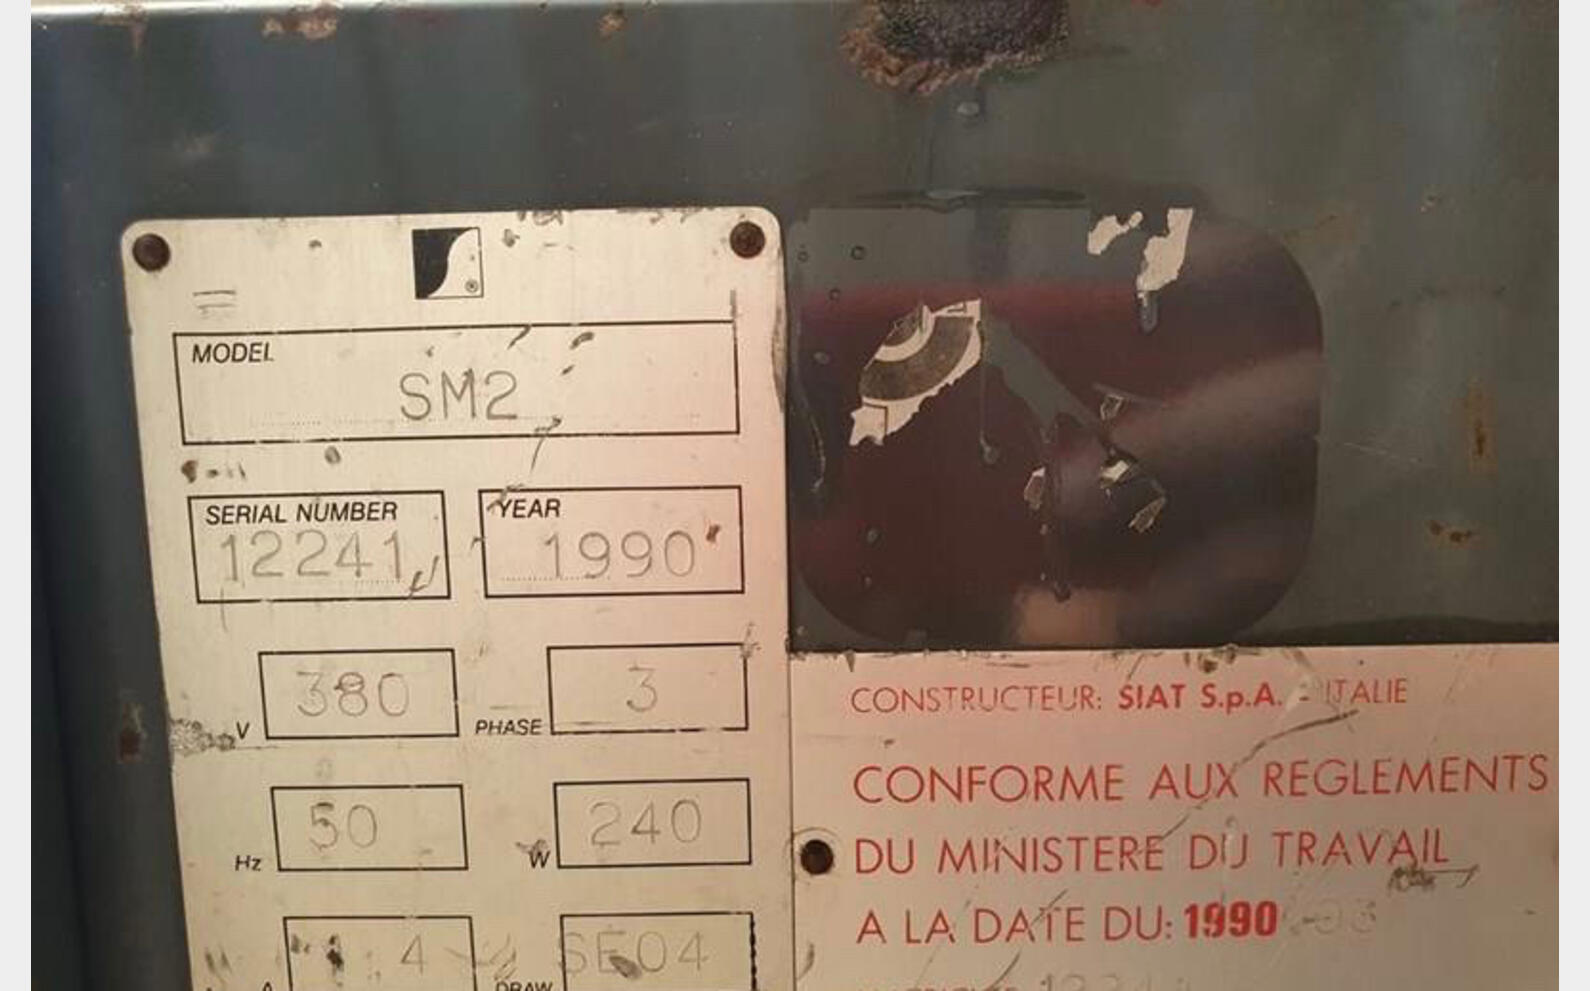 ®
MODEL
SM2
SERIAL NUMBER
12241
YEAR
1990
V
380
PHASE
3
Hz
50
W
240
A
4
DRAW
SE04
CONSTRUCTEUR: SIAT S.p.A. - ITALIE
CONFORME AUX REGLEMENTS
DU MINISTERE DU TRAVAIL
A LA DATE DU: 1990